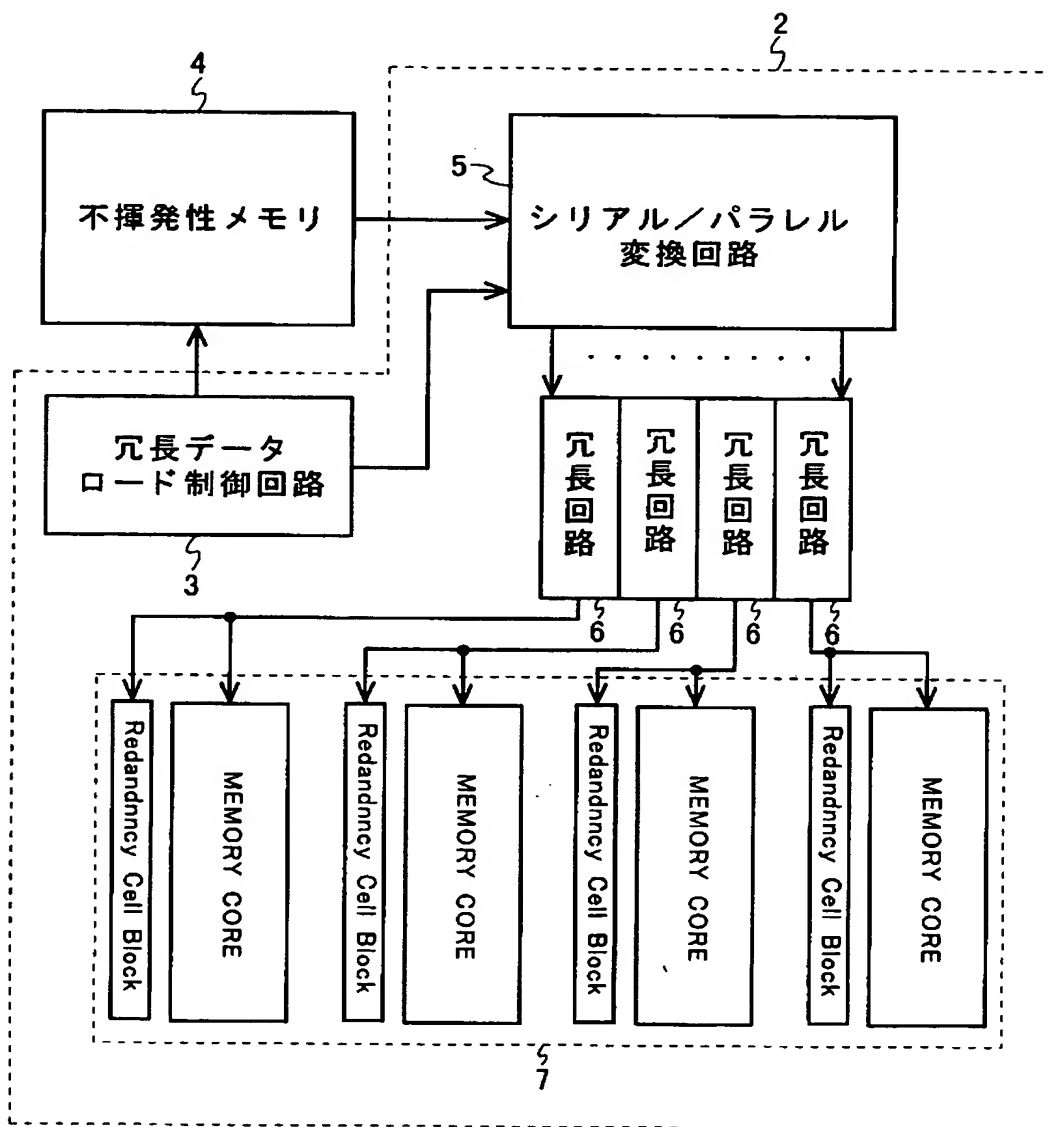 2
4
不揮発性メモリ
5
シリアル／パラレル
変換回路
. . . . . . . . .
冗長データ
ロード制御回路
3
冗長回路
冗長回路
冗長回路
冗長回路
6
6
6
6
Redandnncy Cell Block
MEMORY CORE
Redandnncy Cell Block
MEMORY CORE
Redandnncy Cell Block
MEMORY CORE
Redandnncy Cell Block
MEMORY CORE
7